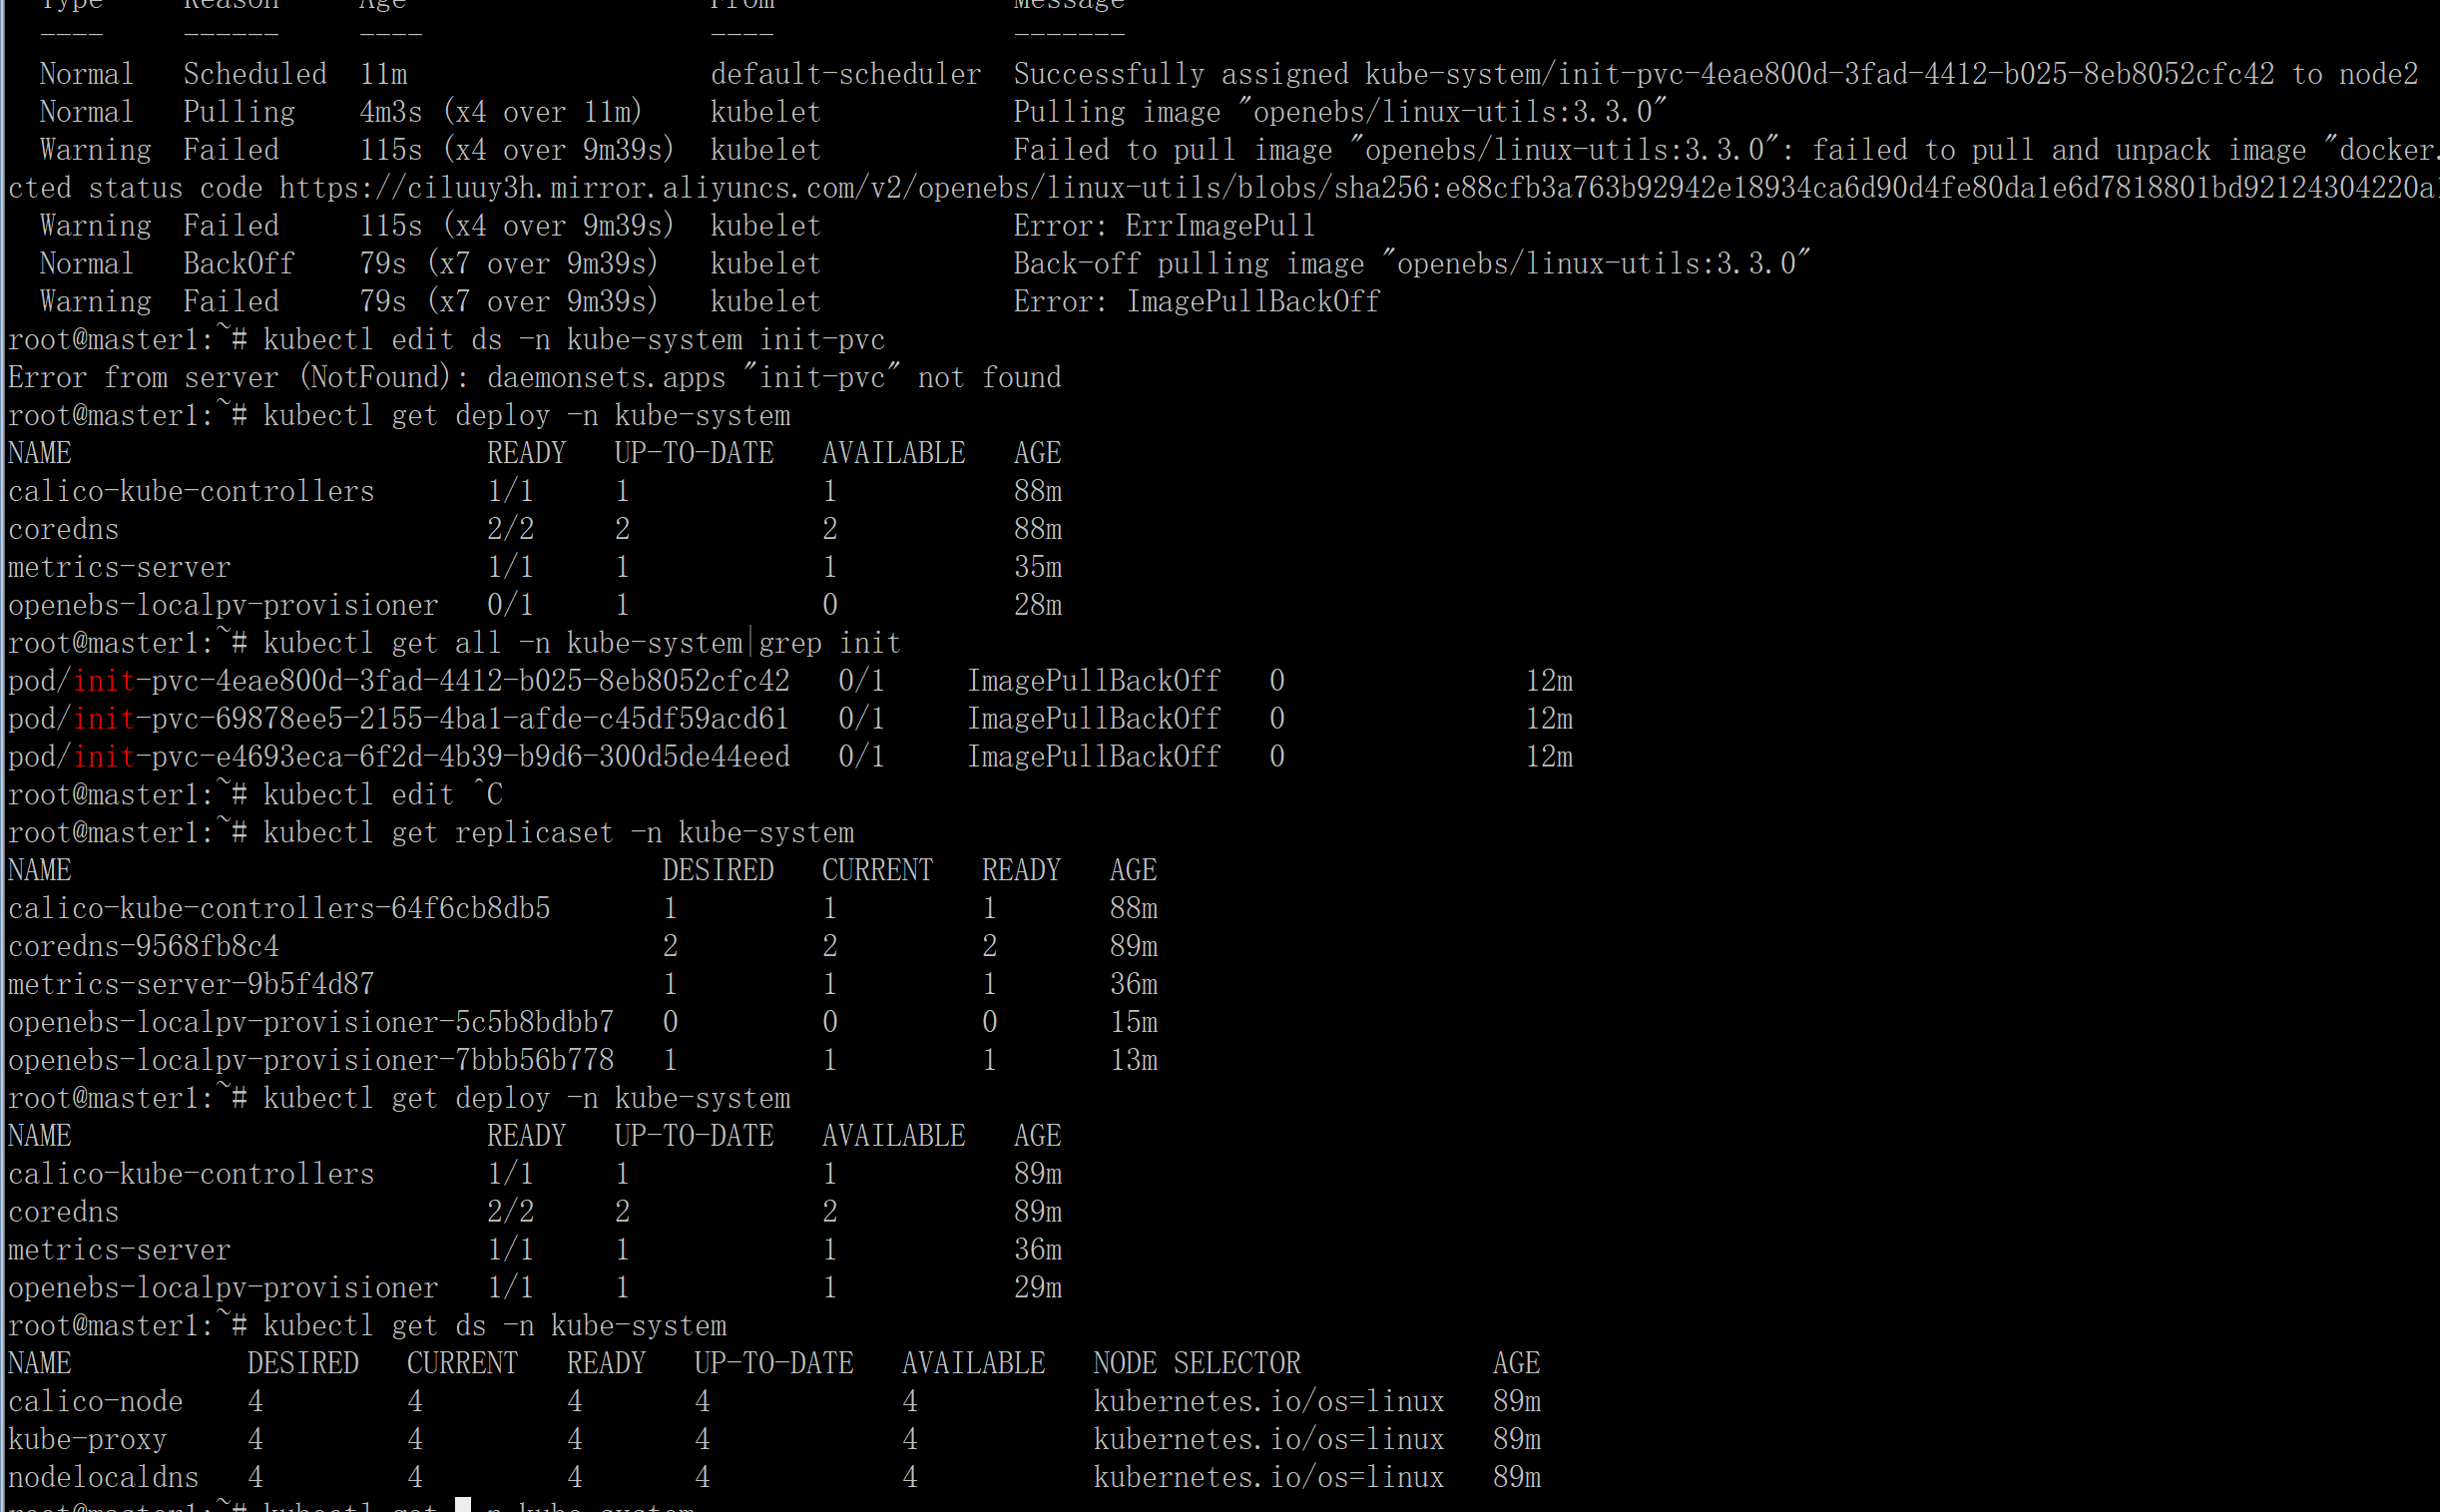 Type     Reason     Age                   From               Message
----     ------     ----                  ----               -------
Normal   Scheduled  11m                   default-scheduler  Successfully assigned kube-system/init-pvc-4eae800d-3fad-4412-b025-8eb8052cfc42 to node2
Normal   Pulling    4m3s (x4 over 11m)    kubelet            Pulling image "openebs/linux-utils:3.3.0"
Warning  Failed     115s (x4 over 9m39s)  kubelet            Failed to pull image "openebs/linux-utils:3.3.0": failed to pull and unpack image "docker.
cted status code https://ciluuy3h.mirror.aliyuncs.com/v2/openebs/linux-utils/blobs/sha256:e88cfb3a763b92942e18934ca6d90d4fe80da1e6d7818801bd92124304220a1
Warning  Failed     115s (x4 over 9m39s)  kubelet            Error: ErrImagePull
Normal   BackOff    79s (x7 over 9m39s)   kubelet            Back-off pulling image "openebs/linux-utils:3.3.0"
Warning  Failed     79s (x7 over 9m39s)   kubelet            Error: ImagePullBackOff
root@master1:~# kubectl edit ds -n kube-system init-pvc
Error from server (NotFound): daemonsets.apps "init-pvc" not found
root@master1:~# kubectl get deploy -n kube-system
NAME                          READY   UP-TO-DATE   AVAILABLE   AGE
calico-kube-controllers       1/1     1            1           88m
coredns                       2/2     2            2           88m
metrics-server                1/1     1            1           35m
openebs-localpv-provisioner   0/1     1            0           28m
root@master1:~# kubectl get all -n kube-system|grep init
pod/init-pvc-4eae800d-3fad-4412-b025-8eb8052cfc42   0/1     ImagePullBackOff   0               12m
pod/init-pvc-69878ee5-2155-4ba1-afde-c45df59acd61   0/1     ImagePullBackOff   0               12m
pod/init-pvc-e4693eca-6f2d-4b39-b9d6-300d5de44eed   0/1     ImagePullBackOff   0               12m
root@master1:~# kubectl edit ^C
root@master1:~# kubectl get replicaset -n kube-system
NAME                                     DESIRED   CURRENT   READY   AGE
calico-kube-controllers-64f6cb8db5       1         1         1       88m
coredns-9568fb8c4                        2         2         2       89m
metrics-server-9b5f4d87                  1         1         1       36m
openebs-localpv-provisioner-5c5b8bdbb7   0         0         0       15m
openebs-localpv-provisioner-7bbb56b778   1         1         1       13m
root@master1:~# kubectl get deploy -n kube-system
NAME                          READY   UP-TO-DATE   AVAILABLE   AGE
calico-kube-controllers       1/1     1            1           89m
coredns                       2/2     2            2           89m
metrics-server                1/1     1            1           36m
openebs-localpv-provisioner   1/1     1            1           29m
root@master1:~# kubectl get ds -n kube-system
NAME           DESIRED   CURRENT   READY   UP-TO-DATE   AVAILABLE   NODE SELECTOR            AGE
calico-node    4         4         4       4            4           kubernetes.io/os=linux   89m
kube-proxy     4         4         4       4            4           kubernetes.io/os=linux   89m
nodelocaldns   4         4         4       4            4           kubernetes.io/os=linux   89m
root@master1:~# kubectl get -n kube-system